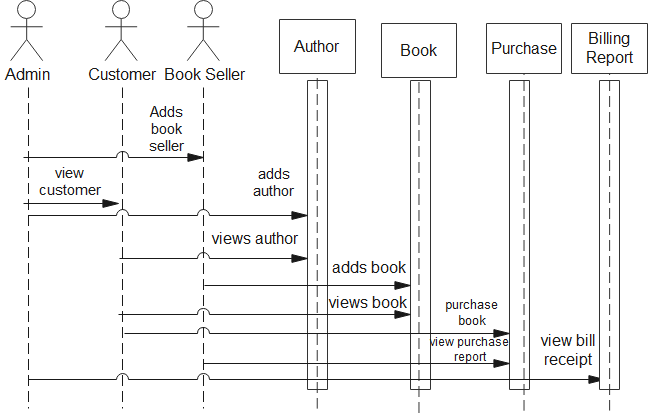 Admin
Customer
Book Seller
Author
Book
Purchase
Billing
Report
Adds
book
seller
view
customer
adds
author
views author
adds book
views book
purchase
book
view purchase
report
view bill
receipt